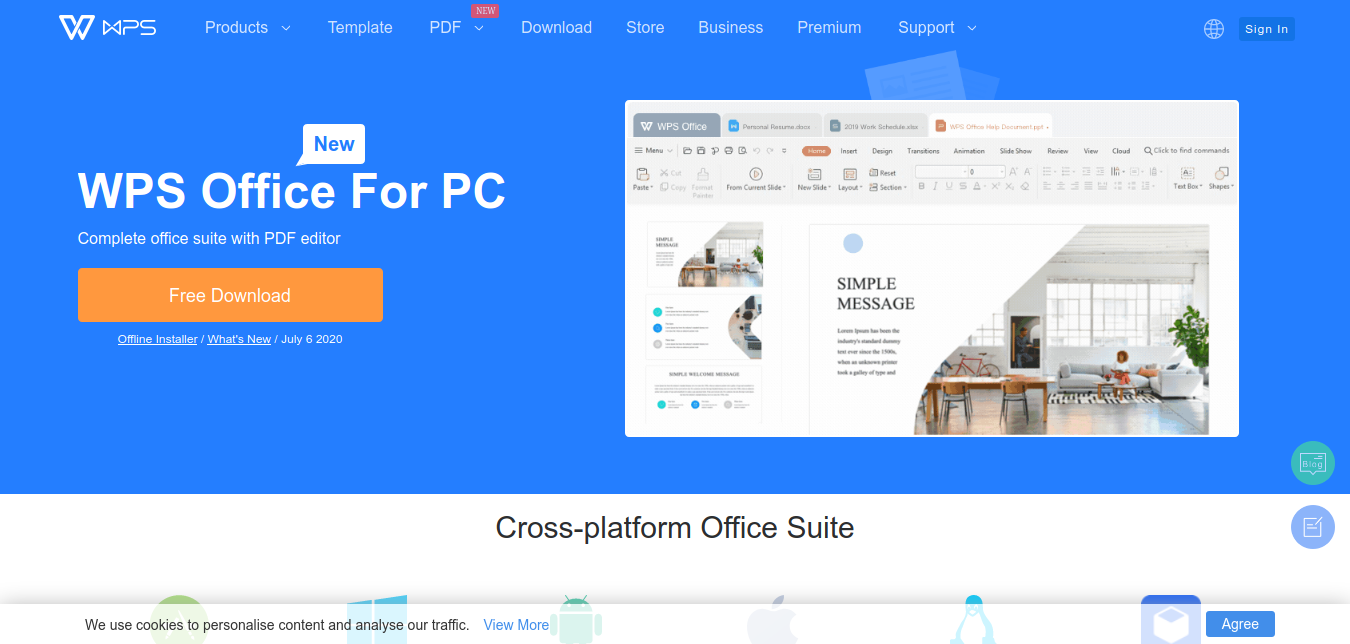 WPS
Products
Template
PDF
NEW
Download
Store
Business
Premium
Support
Sign In
New
WPS Office For PC
Complete office suite with PDF editor
Free Download
Offline Installer / What's New / July 6 2020
WPS Office
Personal Resume.docx
2019 Work Schedule.xlsx
WPS Office Help Document.ppt
Menu
Home
Insert
Design
Transitions
Animation
Slide Show
Review
View
Cloud
Click to find commands
Paste
Cut
Copy
Format
Painter
From Current Slide
New Slide
Layout
Reset
Section
0
B I U S
Text Box
Shapes
SIMPLE
MESSAGE
SIMPLE WELCOME MESSAGE
SIMPLE
MESSAGE
Lorem Ipsum has been the
industry's standard dummy
text ever since the 1500s,
when an unknown printer
took a galley of type and
Blog
Cross-platform Office Suite
We use cookies to personalise content and analyse our traffic. View More
Agree